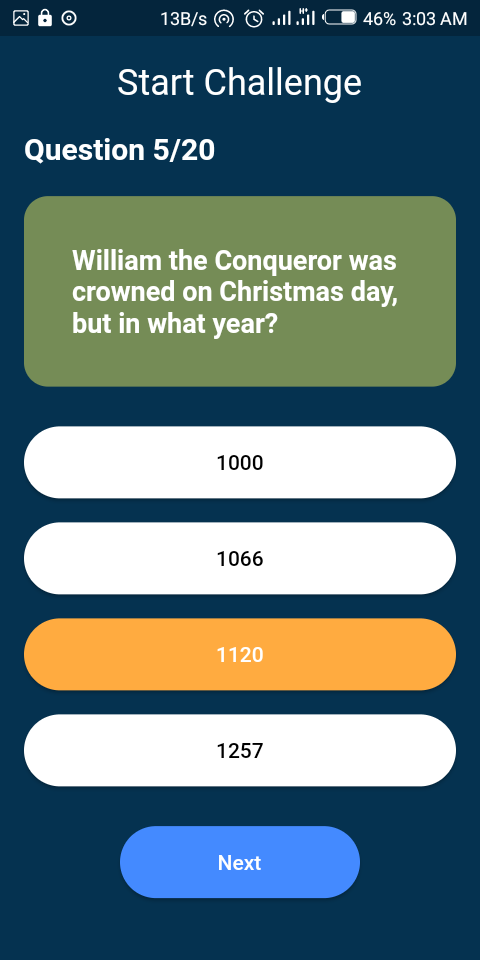 13B/s H+ 46% 3:03 AM
Start Challenge
Question 5/20
William the Conqueror was
crowned on Christmas day,
but in what year?
1000
1066
1120
1257
Next